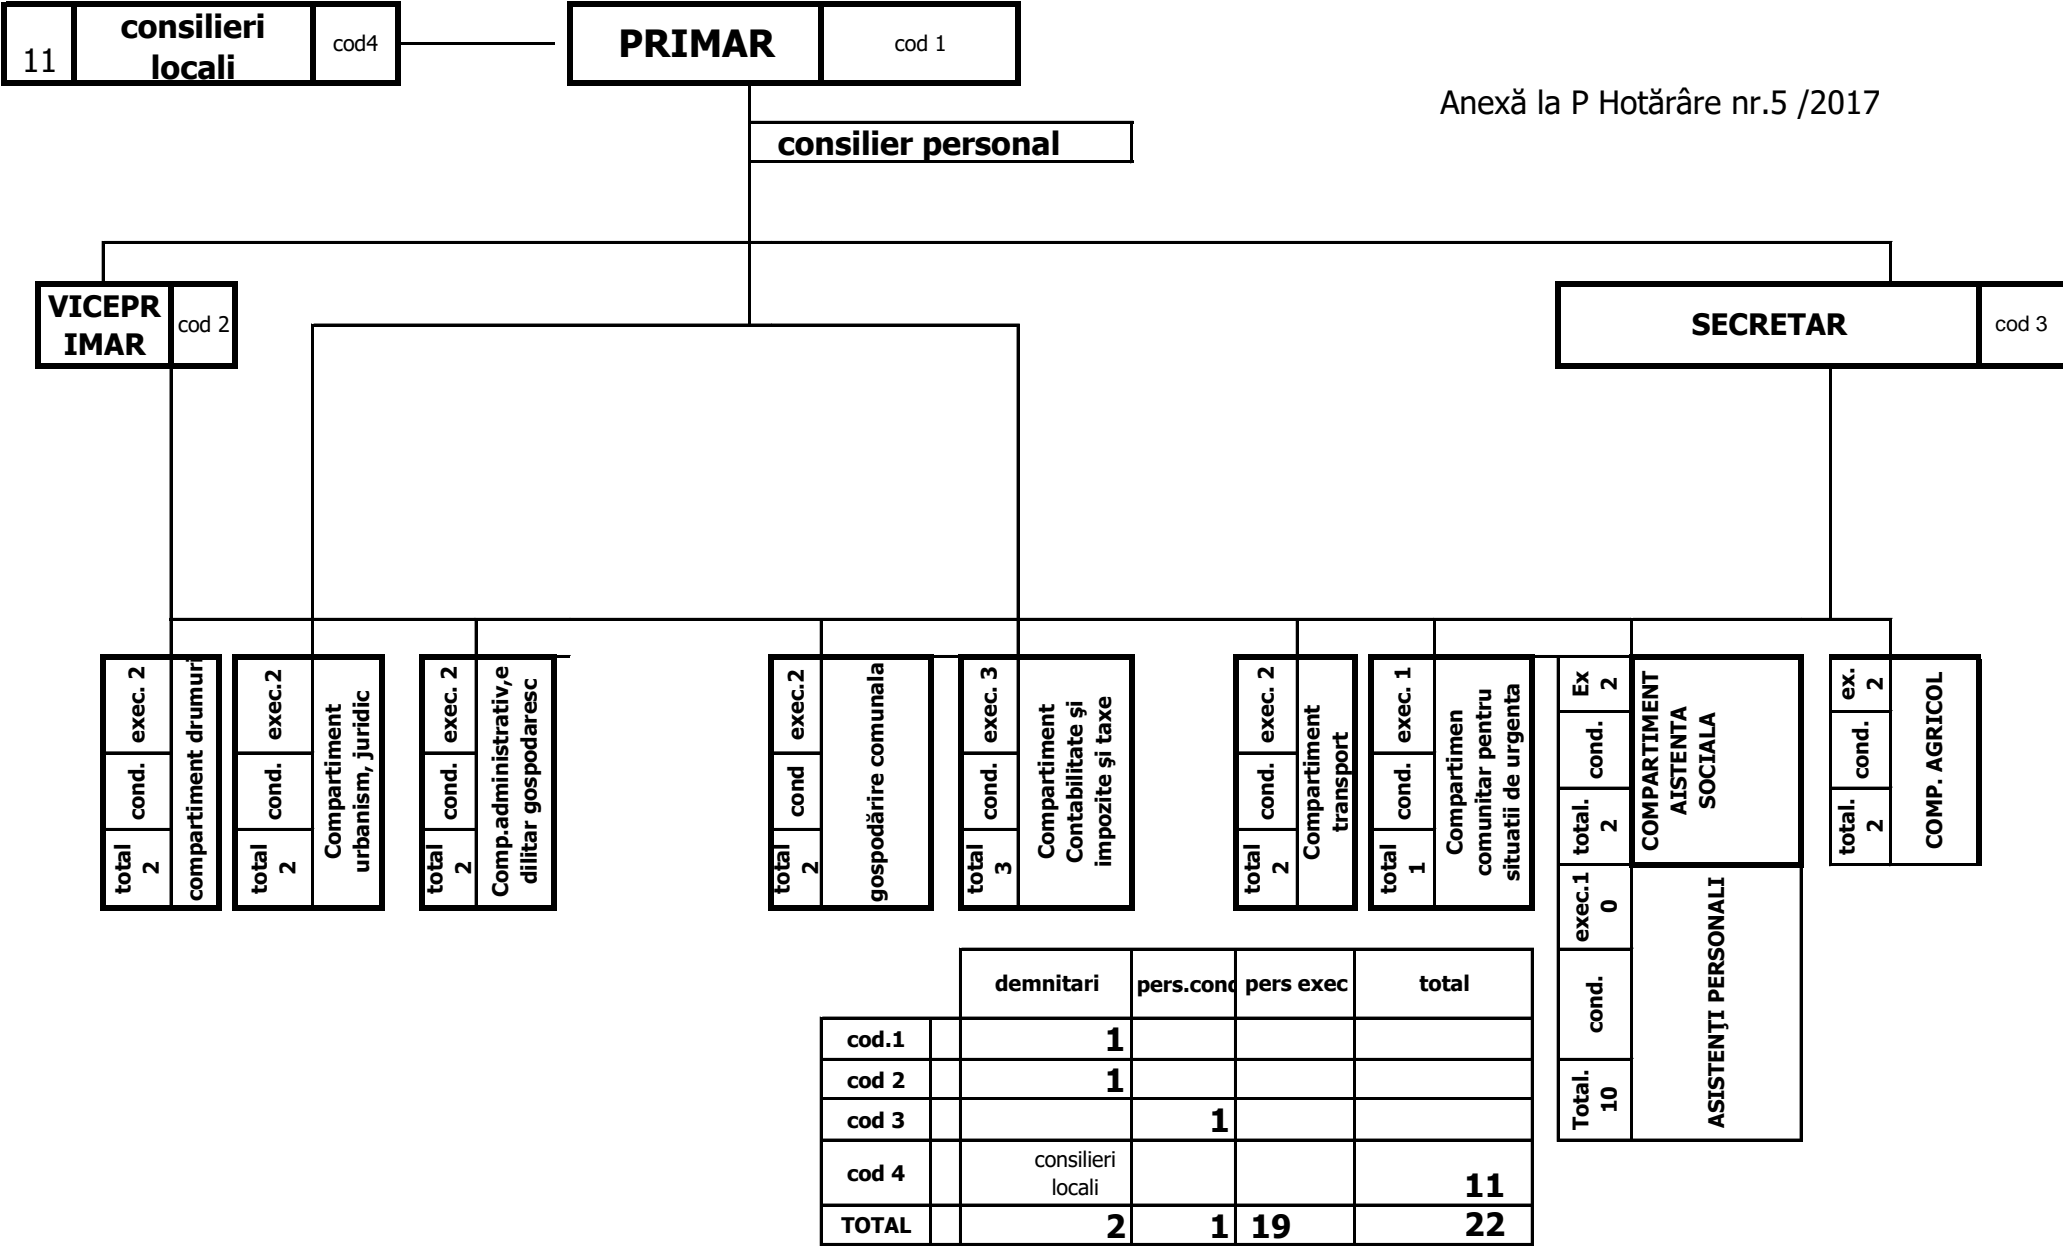 11
consilieri
locali
cod4
PRIMAR
cod 1
Anexă la P Hotărâre nr.5 /2017
consilier personal
VICEPR
IMAR
cod 2
SECRETAR
cod 3
exec. 2
cond.
total
2
compartiment drumuri
exec.2
cond.
total
2
Compartiment
urbanism, juridic
exec. 2
cond.
total
2
Comp.administrativ,e
dilitar gospodaresc
exec.2
cond
total
2
gospodărire comunala
exec. 3
cond.
total
3
Compartiment
Contabilitate şi
impozite şi taxe
exec. 2
cond.
total
2
Compartiment
transport
exec. 1
cond.
total
1
Compartimen
comunitar pentru
situatii de urgenta
Ex
2
cond.
total.
2
COMPARTIMENT
AISTENTA
SOCIALA
exec.1
0
cond.
Total.
10
ASISTENŢI PERSONALI
ex.
2
cond.
total.
2
COMP. AGRICOL
demnitari pers.cond pers exec total
cod.1 1
cod 2 1
cod 3 1
cod 4 consilieri
locali 11
TOTAL 2 1 19 22